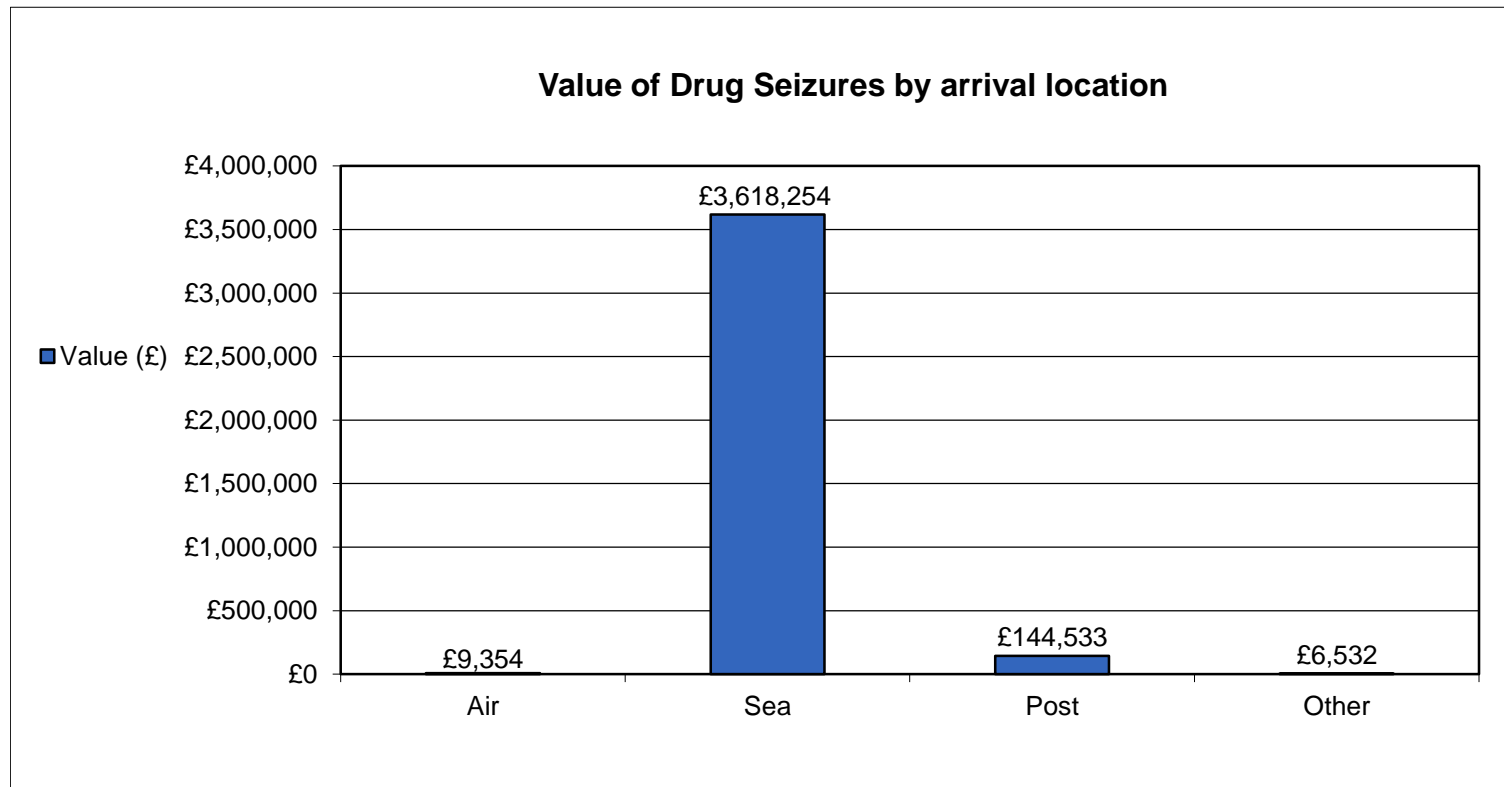 Value of Drug Seizures by arrival location
£4,000,000
£3,500,000
£3,000,000
£2,500,000
£2,000,000
£1,500,000
£1,000,000
£500,000
£0
Value (£)
£9,354
£3,618,254
£144,533
£6,532
Air
Sea
Post
Other